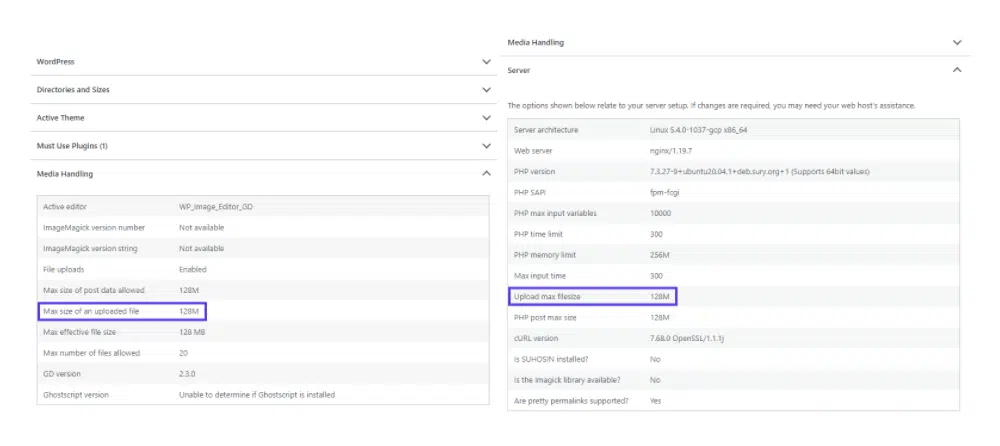 WordPress
Directories and Sizes
Active Theme
Must Use Plugins (1)
Media Handling
Active editor WP_Image_Editor_GD
ImageMagick version number Not available
ImageMagick version string Not available
File uploads Enabled
Max size of post data allowed 128M
Max size of an uploaded file 128M
Max effective file size 128 MB
Max number of files allowed 20
GD version 2.3.0
Ghostscript version Unable to determine if Ghostscript is installed
Media Handling
Server
The options shown below relate to your server setup. If changes are required, you may need your web host's assistance.
Server architecture Linux 5.4.0-1037-gcp x86_64
Web server nginx/1.19.7
PHP version 7.3.27-9+ubuntu20.04.1+deb.sury.org+1 (Supports 64bit values)
PHP SAPI fpm-fcgi
PHP max input variables 10000
PHP time limit 300
PHP memory limit 256M
Max input time 300
Upload max filesize 128M
PHP post max size 128M
cURL version 7.68.0 OpenSSL/1.1.1j
Is SUHOSIN installed? No
Is the Imagick library available? No
Are pretty permalinks supported? Yes